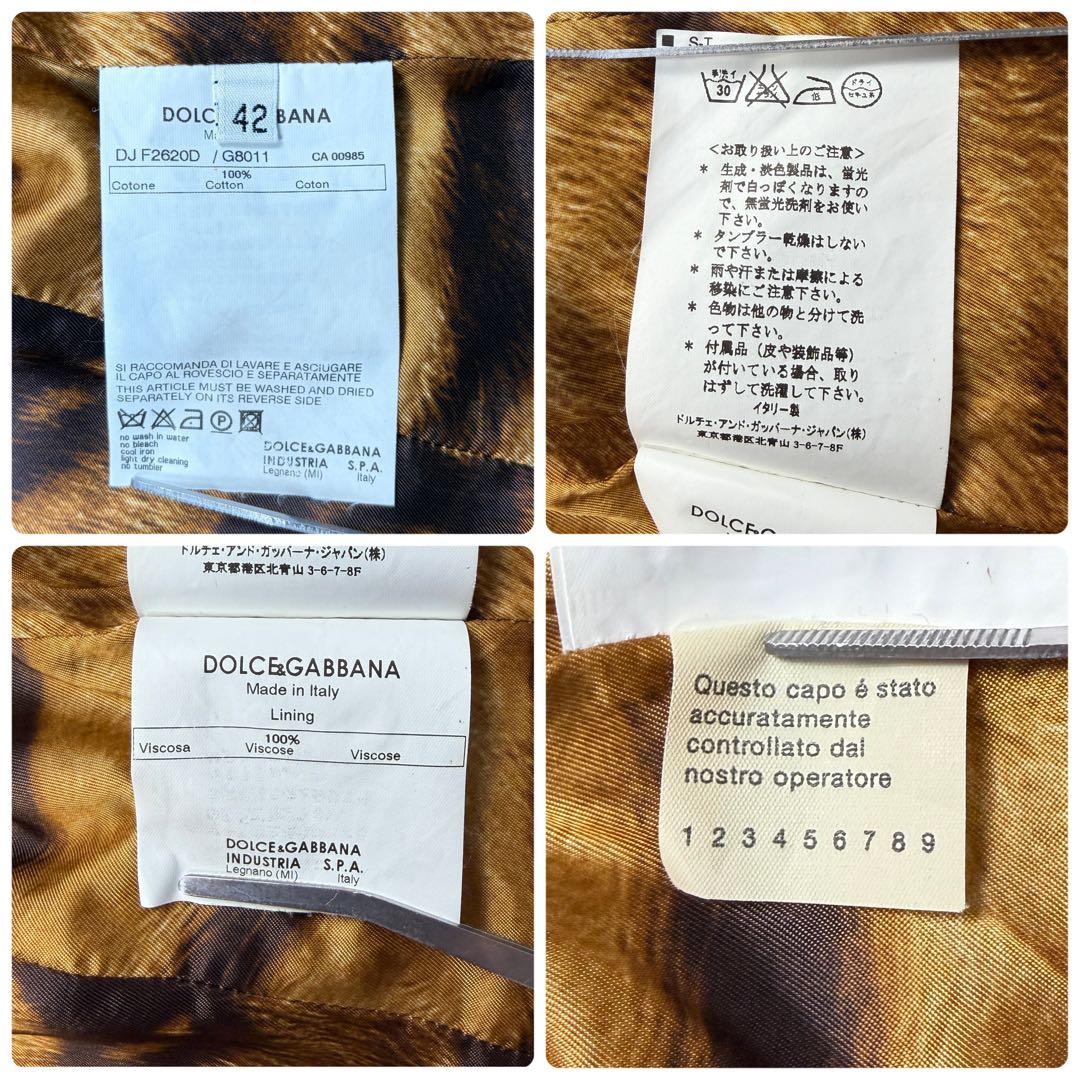 DOLC
BANA
42
DJ F2620D / G8011 CA 00985
100%
Cotone Cotton Coton
SI RACCOMANDA DI LAVARE E ASCIUGARE
IL CAPO AL ROVESCIO E SEPARATAMENTE
THIS ARTICLE MUST BE WASHED AND DRIED
SEPARATELY ON ITS REVERSE SIDE
P
no wash in water
no bleach
cool iron
light dry cleaning
no tumbler
DOLCE&GABBANA
INDUSTRIA S.P.A.
Legnano (MI) Italy
S-T
手洗イ
30
低
ドライ
セキユ系
<お取り扱い上のご注意>
* 生成・淡色製品は、蛍光
剤で白っぽくなりますの
で、無蛍光洗剤をお使い
下さい。
* タンブラー乾燥はしない
で下さい。
* 雨や汗または摩擦による
移染にご注意下さい。
* 色物は他の物と分けて洗
って下さい。
* 付属品(皮や装飾品等)
が付いている場合、取り
はずして洗濯して下さい。
イタリー製
ドルチェ・アンド・ガッバーナ・ジャパン(株)
東京都港区北青山 3-6-7-8F
ドルチェ・アンド・ガッバーナ・ジャパン(株)
東京都港区北青山 3-6-7-8F
DOLCE&GABBANA
Made in Italy
Lining
100%
Viscosa Viscose Viscose
DOLCE&GABBANA
INDUSTRIA S.P.A.
Legnano (MI) Italy
Questo capo é stato
accuratamente
controllato dal
nostro operatore
1 2 3 4 5 6 7 8 9